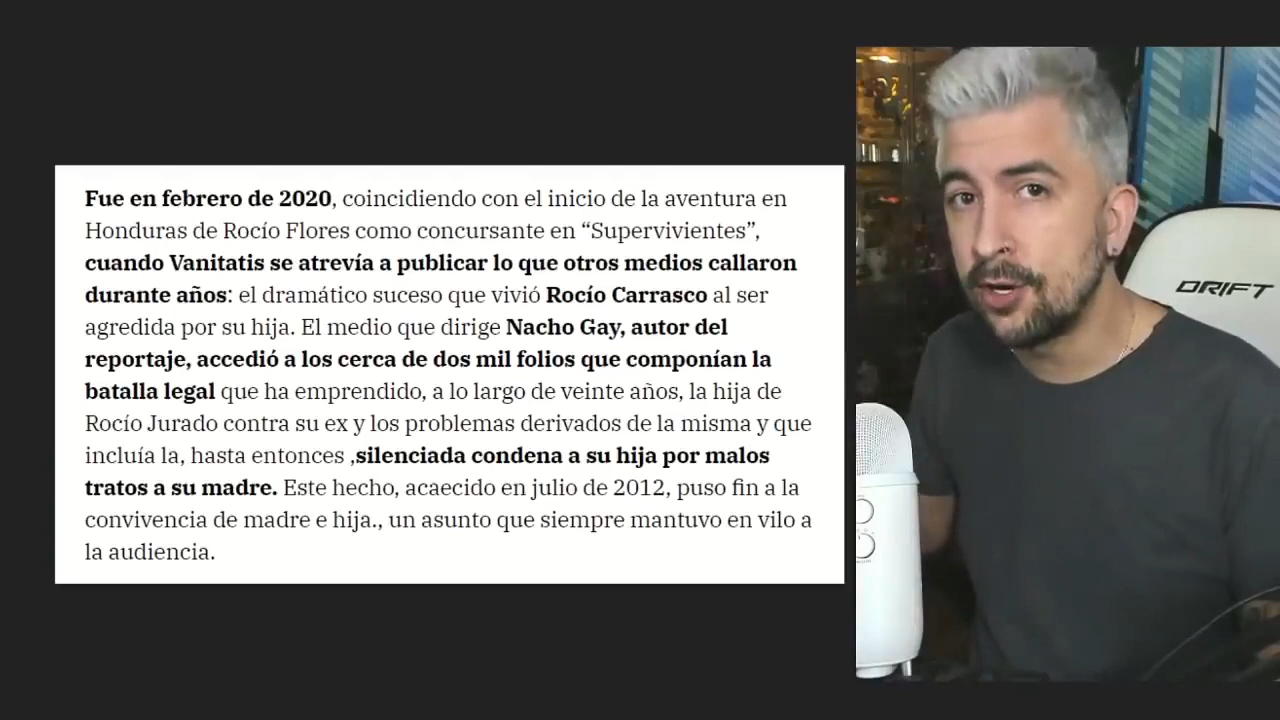 Fue en febrero de 2020, coincidiendo con el inicio de la aventura en
Honduras de Rocío Flores como concursante en “Supervivientes”,
cuando Vanitatis se atrevía a publicar lo que otros medios callaron
durante años: el dramático suceso que vivió Rocío Carrasco al ser
agredida por su hija. El medio que dirige Nacho Gay, autor del
reportaje, accedió a los cerca de dos mil folios que componían la
batalla legal que ha emprendido, a lo largo de veinte años, la hija de
Rocío Jurado contra su ex y los problemas derivados de la misma y que
incluía la, hasta entonces ,silenciada condena a su hija por malos
tratos a su madre. Este hecho, acaecido en julio de 2012, puso fin a la
convivencia de madre e hija., un asunto que siempre mantuvo en vilo a
la audiencia.
DRIFT